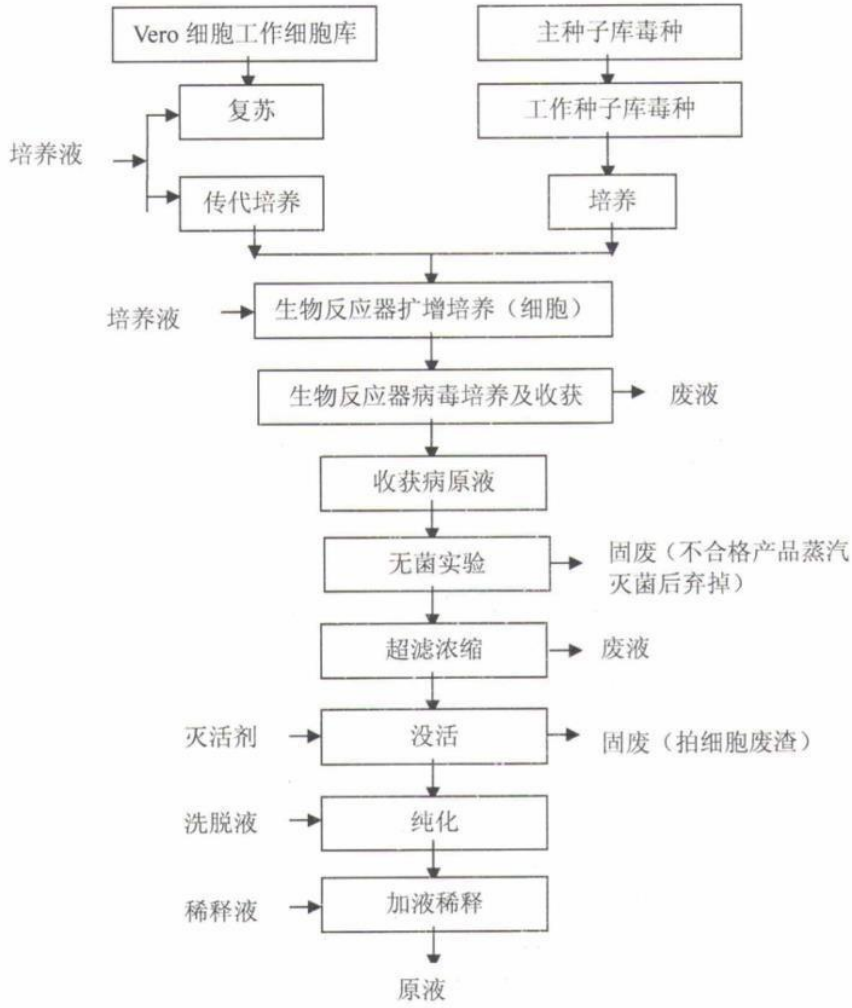 Vero 细胞工作细胞库
主种子库毒种
复苏
工作种子库毒种
培养液
传代培养
培养
培养液
生物反应器扩增培养（细胞）
生物反应器病毒培养及收获
废液
收获病原液
无菌实验
固废（不合格产品蒸汽
灭菌后弃掉）
超滤浓缩
废液
灭活剂
没活
固废（拍细胞废渣）
洗脱液
纯化
稀释液
加液稀释
原液